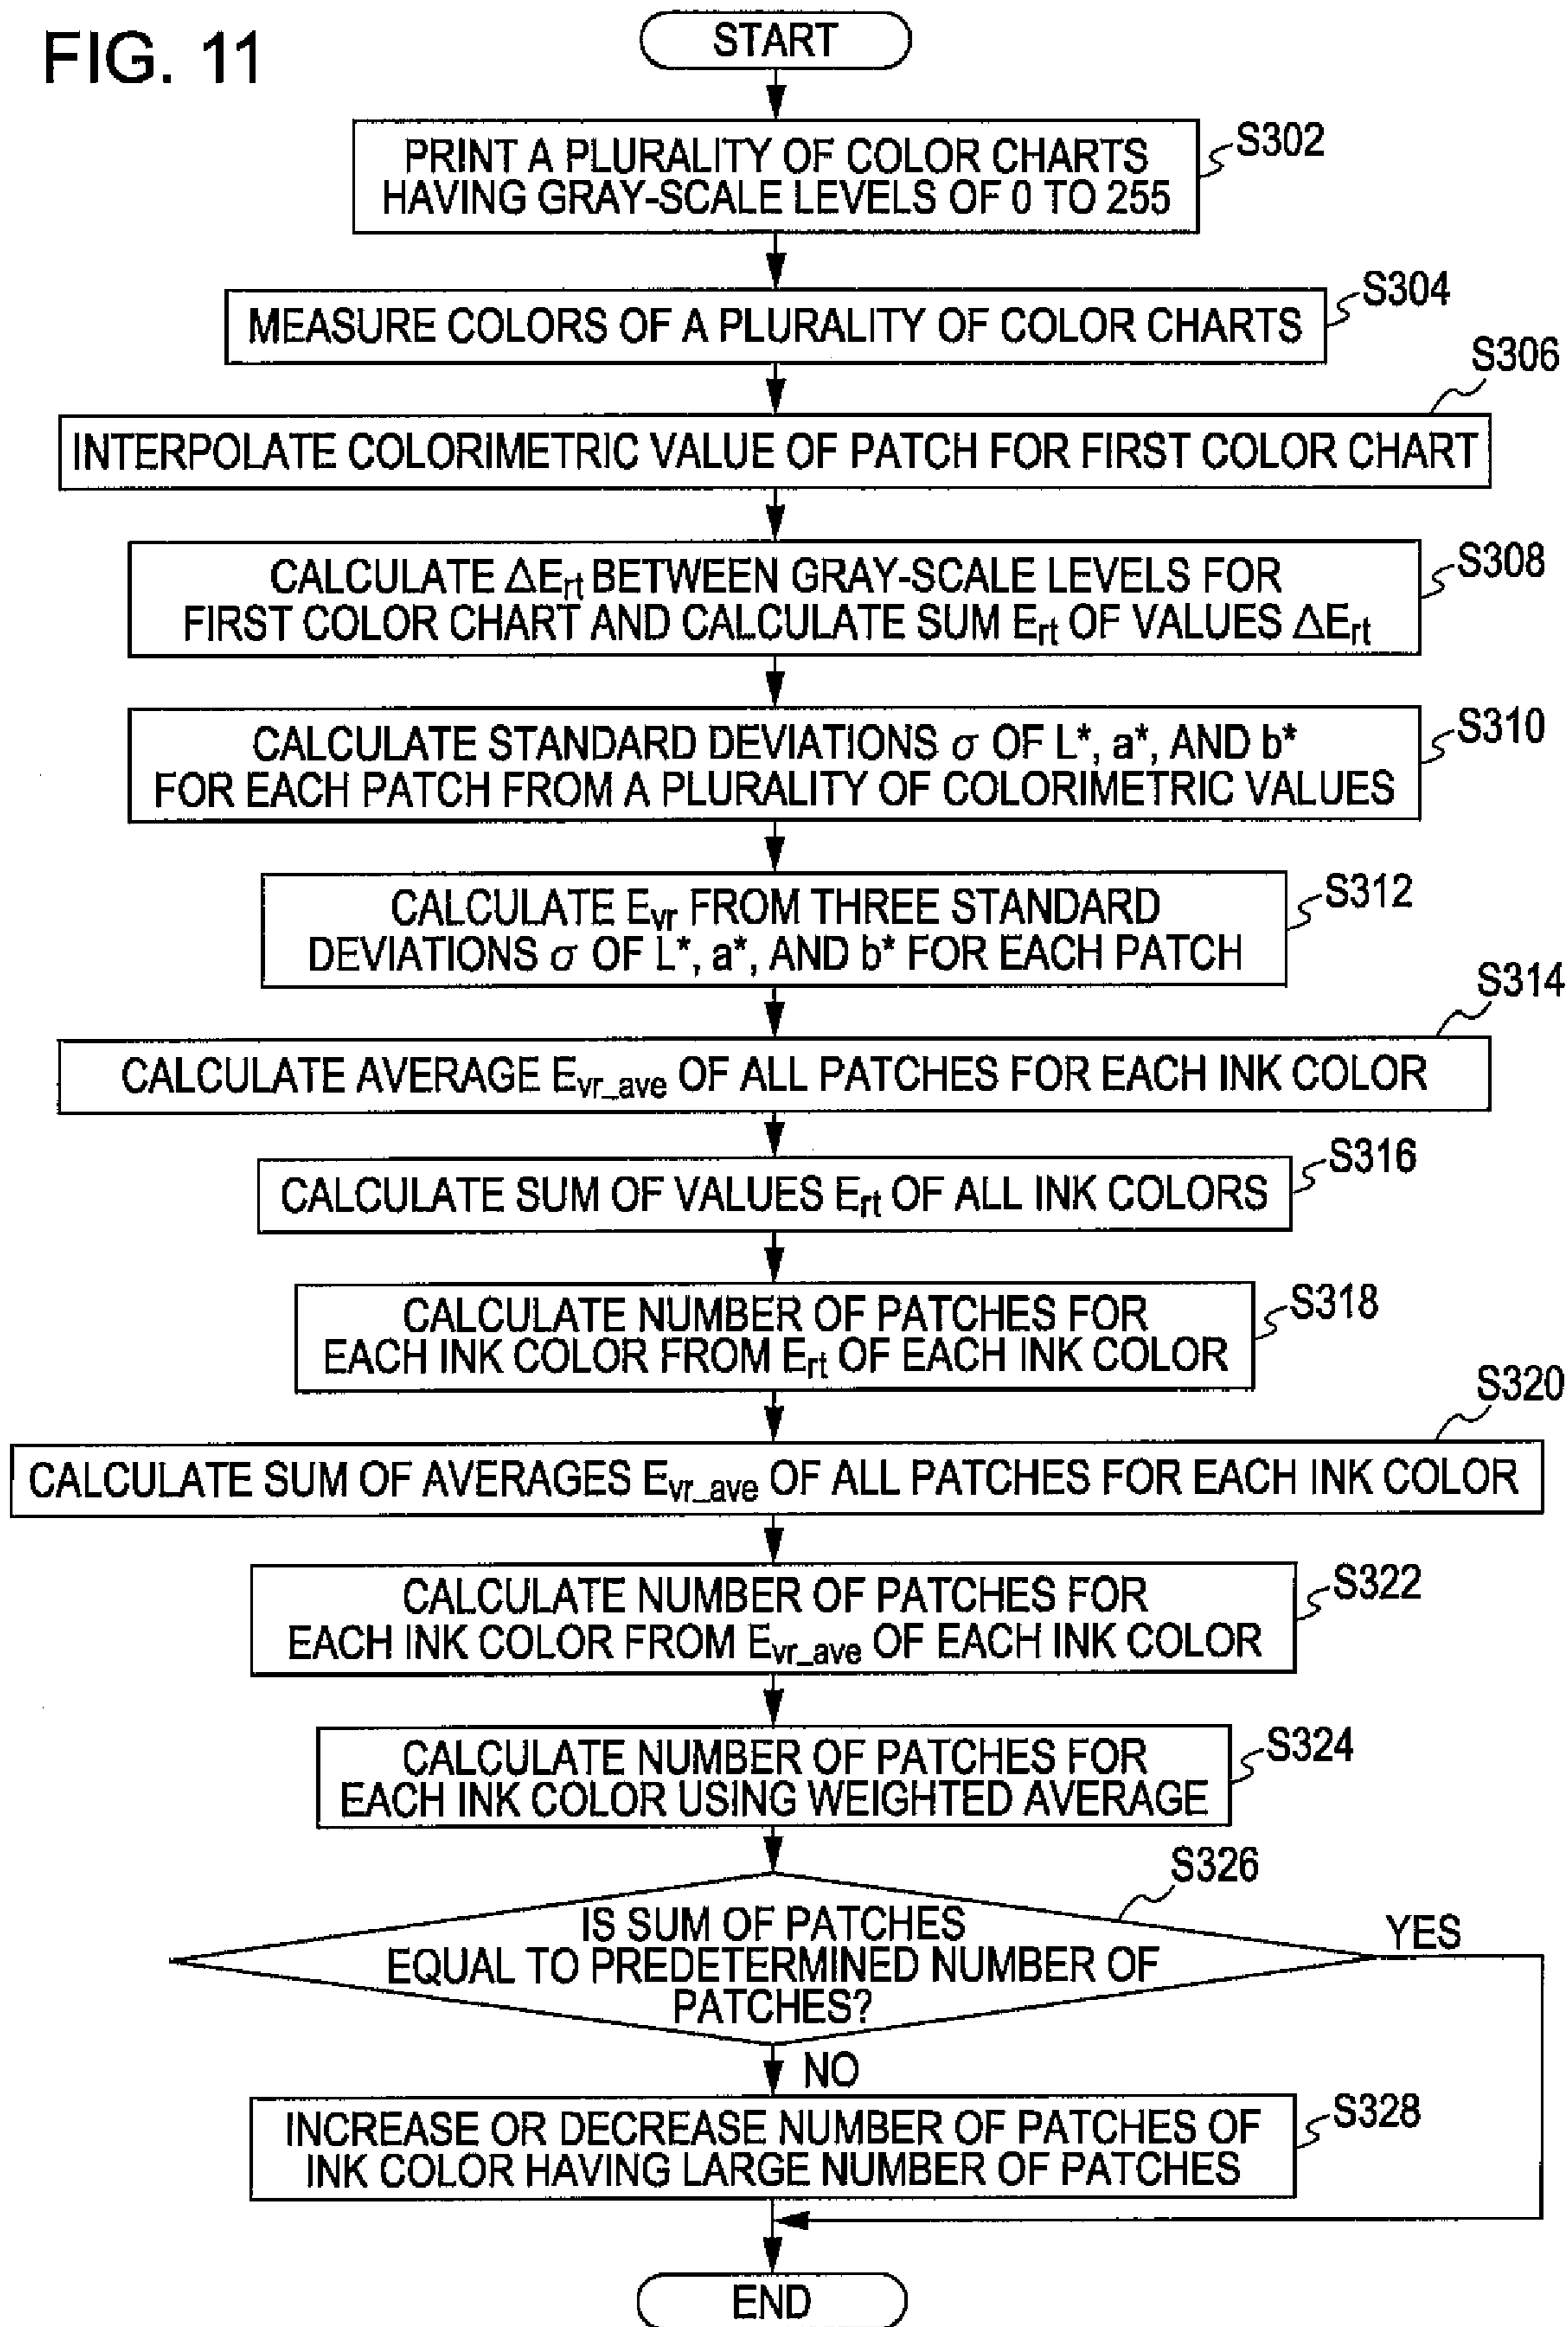 FIG. 11
START
PRINT A PLURALITY OF COLOR CHARTS
HAVING GRAY-SCALE LEVELS OF 0 TO 255
S302
MEASURE COLORS OF A PLURALITY OF COLOR CHARTS
S304
INTERPOLATE COLORIMETRIC VALUE OF PATCH FOR FIRST COLOR CHART
S306
CALCULATE ΔErt BETWEEN GRAY-SCALE LEVELS FOR
FIRST COLOR CHART AND CALCULATE SUM Ert OF VALUES ΔErt
S308
CALCULATE STANDARD DEVIATIONS σ OF L*, a*, AND b*
FOR EACH PATCH FROM A PLURALITY OF COLORIMETRIC VALUES
S310
CALCULATE Evr FROM THREE STANDARD
DEVIATIONS σ OF L*, a*, AND b* FOR EACH PATCH
S312
CALCULATE AVERAGE Evr_ave OF ALL PATCHES FOR EACH INK COLOR
S314
CALCULATE SUM OF VALUES Ert OF ALL INK COLORS
S316
CALCULATE NUMBER OF PATCHES FOR
EACH INK COLOR FROM Ert OF EACH INK COLOR
S318
CALCULATE SUM OF AVERAGES Evr_ave OF ALL PATCHES FOR EACH INK COLOR
S320
CALCULATE NUMBER OF PATCHES FOR
EACH INK COLOR FROM Evr_ave OF EACH INK COLOR
S322
CALCULATE NUMBER OF PATCHES FOR
EACH INK COLOR USING WEIGHTED AVERAGE
S324
IS SUM OF PATCHES
EQUAL TO PREDETERMINED NUMBER OF
PATCHES?
S326
YES
NO
INCREASE OR DECREASE NUMBER OF PATCHES OF
INK COLOR HAVING LARGE NUMBER OF PATCHES
S328
END